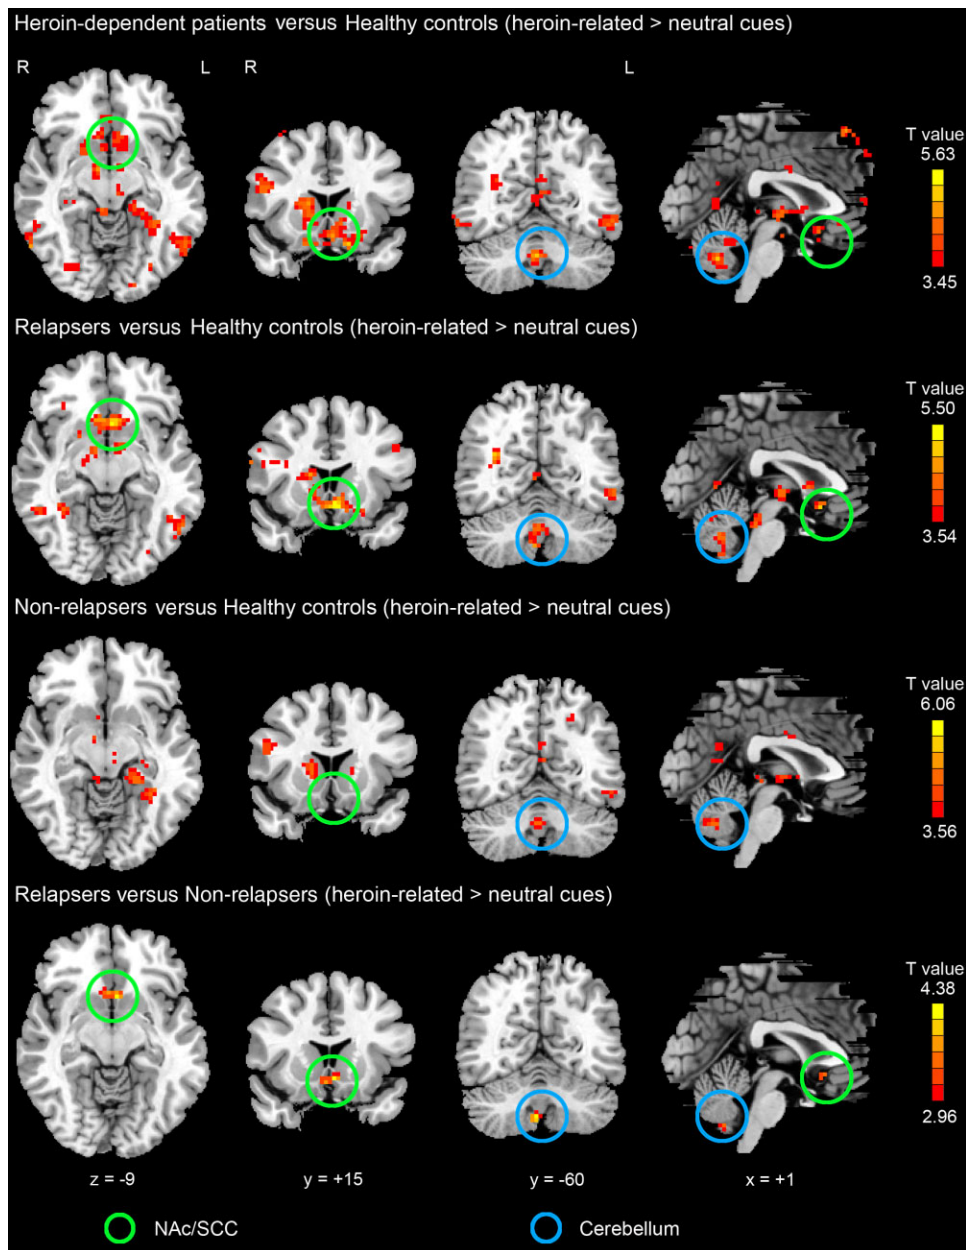 Heroin-dependent patients versus Healthy controls (heroin-related > neutral cues)
R L R L
T value
5.63
3.45
Relapsers versus Healthy controls (heroin-related > neutral cues)
T value
5.50
3.54
Non-relapsers versus Healthy controls (heroin-related > neutral cues)
T value
6.06
3.56
Relapsers versus Non-relapsers (heroin-related > neutral cues)
T value
4.38
2.96
z = -9 y = +15 y = -60 x = +1
NAc/SCC Cerebellum